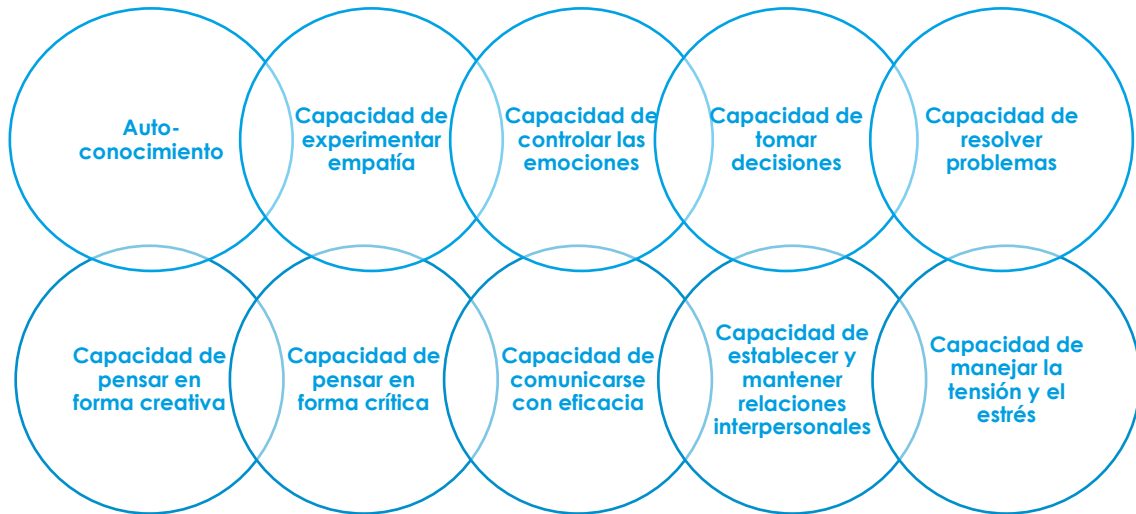 Auto-
conocimiento
Capacidad de
experimentar
empatía
Capacidad de
controlar las
emociones
Capacidad de
tomar
decisiones
Capacidad de
resolver
problemas
Capacidad de
pensar en
forma creativa
Capacidad de
pensar en
forma crítica
Capacidad de
comunicarse
con eficacia
Capacidad de
establecer y
mantener
relaciones
interpersonales
Capacidad de
manejar la
tensión y el
estrés